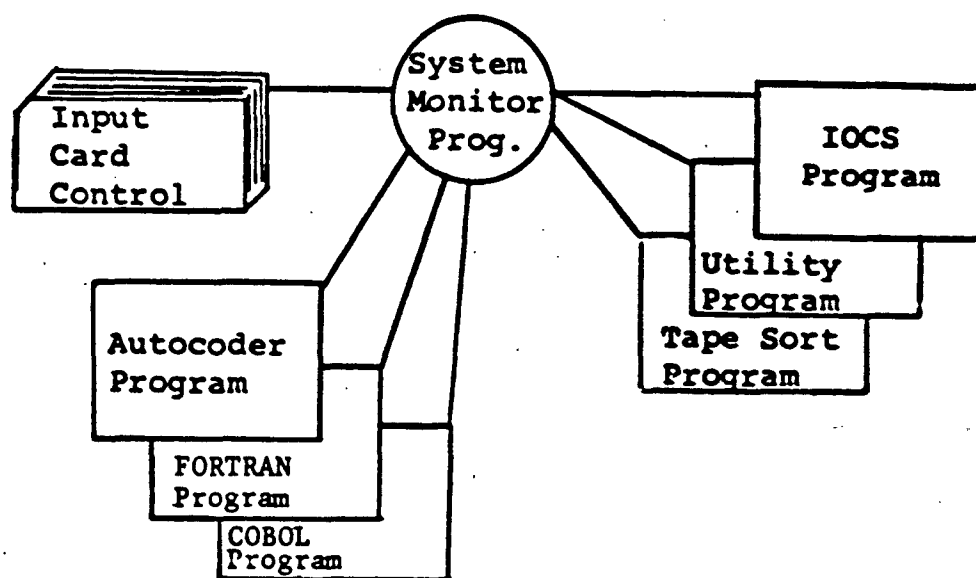 System
Monitor
Prog.
Input
Card
Control
IOCS
Program
Utility
Program
Tape Sort
Program
Autocoder
Program
FORTRAN
Program
COBOL
Program